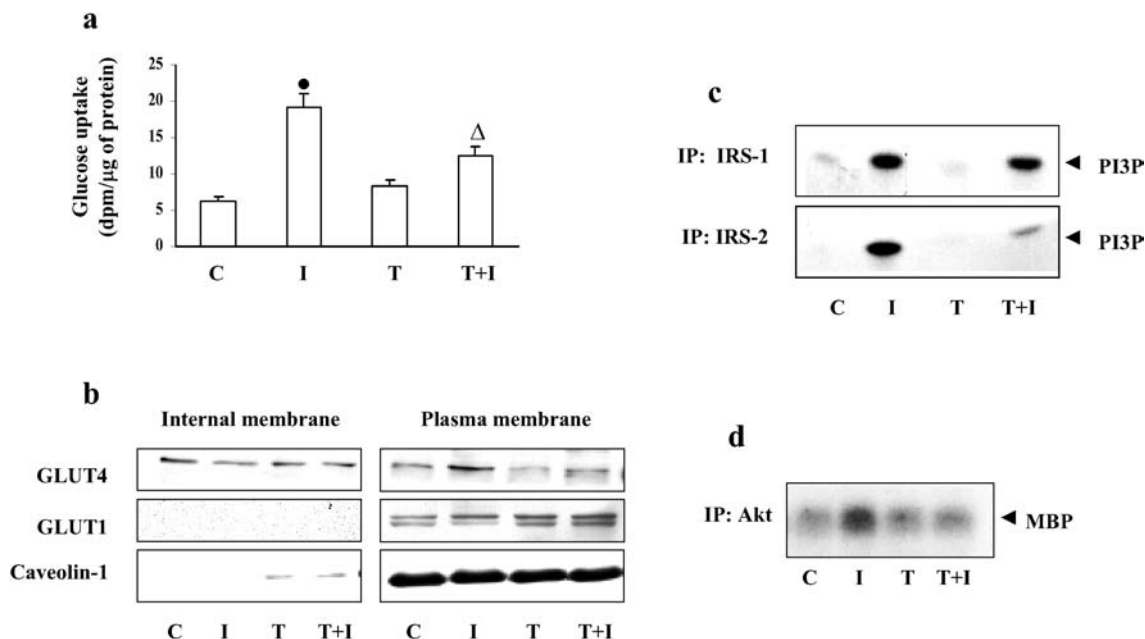 a
Glucose uptake
(dpm/μg of protein)
25
20
15
10
5
0
●
Δ
C I T T+I
b
Internal membrane Plasma membrane
GLUT4
GLUT1
Caveolin-1
C I T T+I C I T T+I
c
IP: IRS-1 PI3P
IP: IRS-2 PI3P
C I T T+I
d
IP: Akt MBP
C I T T+I